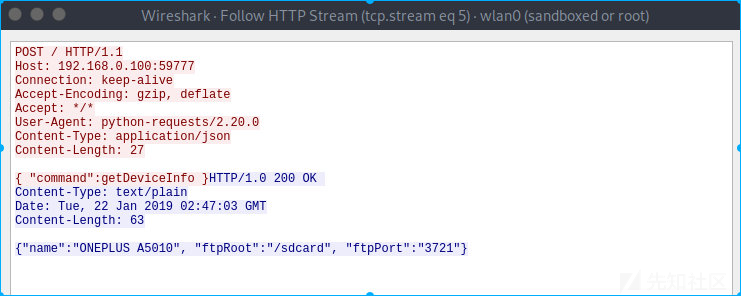 Wireshark · Follow HTTP Stream (tcp.stream eq 5) · wlan0 (sandboxed or root)
POST / HTTP/1.1
Host: 192.168.0.100:59777
Connection: keep-alive
Accept-Encoding: gzip, deflate
Accept: */*
User-Agent: python-requests/2.20.0
Content-Type: application/json
Content-Length: 27
{ "command":getDeviceInfo }HTTP/1.0 200 OK
Content-Type: text/plain
Date: Tue, 22 Jan 2019 02:47:03 GMT
Content-Length: 63
{"name":"ONEPLUS A5010", "ftpRoot":"/sdcard", "ftpPort":"3721"}
先知社区